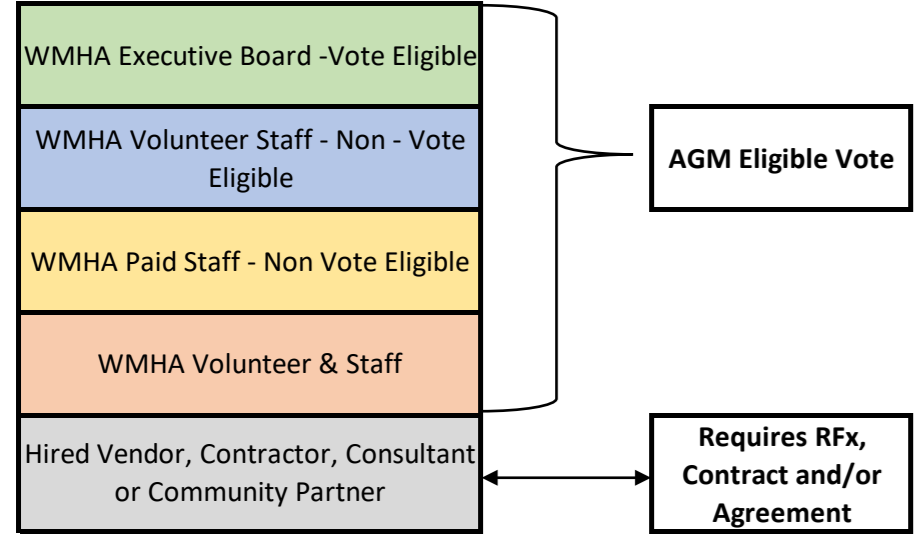 WMHA Executive Board -Vote Eligible
WMHA Volunteer Staff - Non - Vote
Eligible
AGM Eligible Vote
WMHA Paid Staff - Non Vote Eligible
WMHA Volunteer & Staff
Hired Vendor, Contractor, Consultant
or Community Partner
Requires RFx,
Contract and/or
Agreement